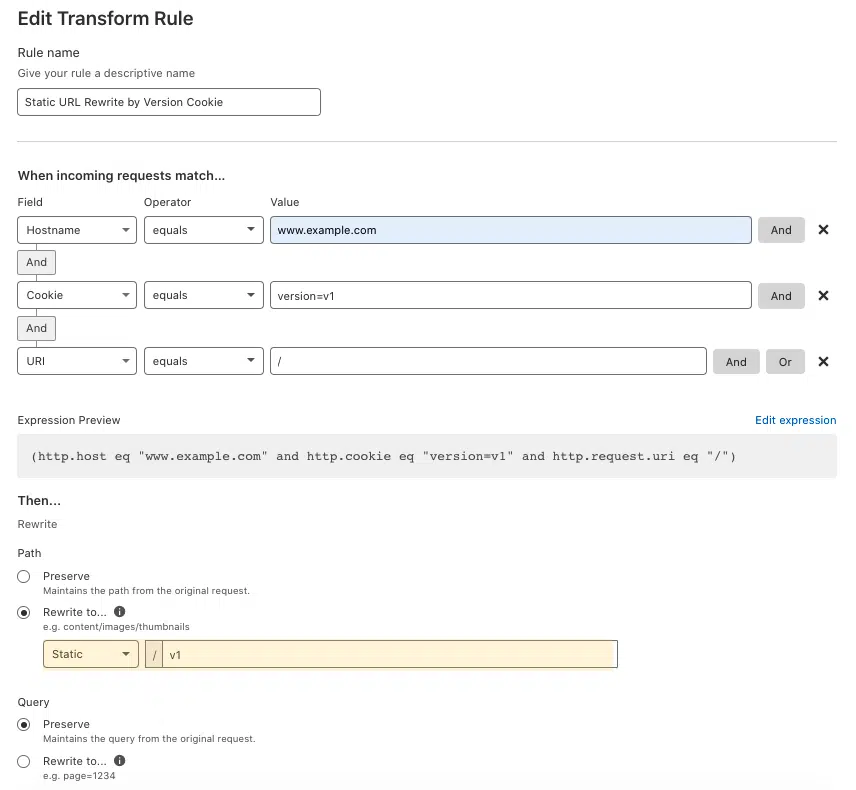 Edit Transform Rule
Rule name
Give your rule a descriptive name
Static URL Rewrite by Version Cookie
When incoming requests match...
Field Operator Value
Hostname equals www.example.com And
And
Cookie equals version=v1 And
And
URI equals / And Or
Expression Preview Edit expression
(http.host eq "www.example.com" and http.cookie eq "version=v1" and http.request.uri eq "/")
Then...
Rewrite
Path
Preserve
Maintains the path from the original request.
Rewrite to...
e.g. content/images/thumbnails
Static / v1
Query
Preserve
Maintains the query from the original request.
Rewrite to...
e.g. page=1234